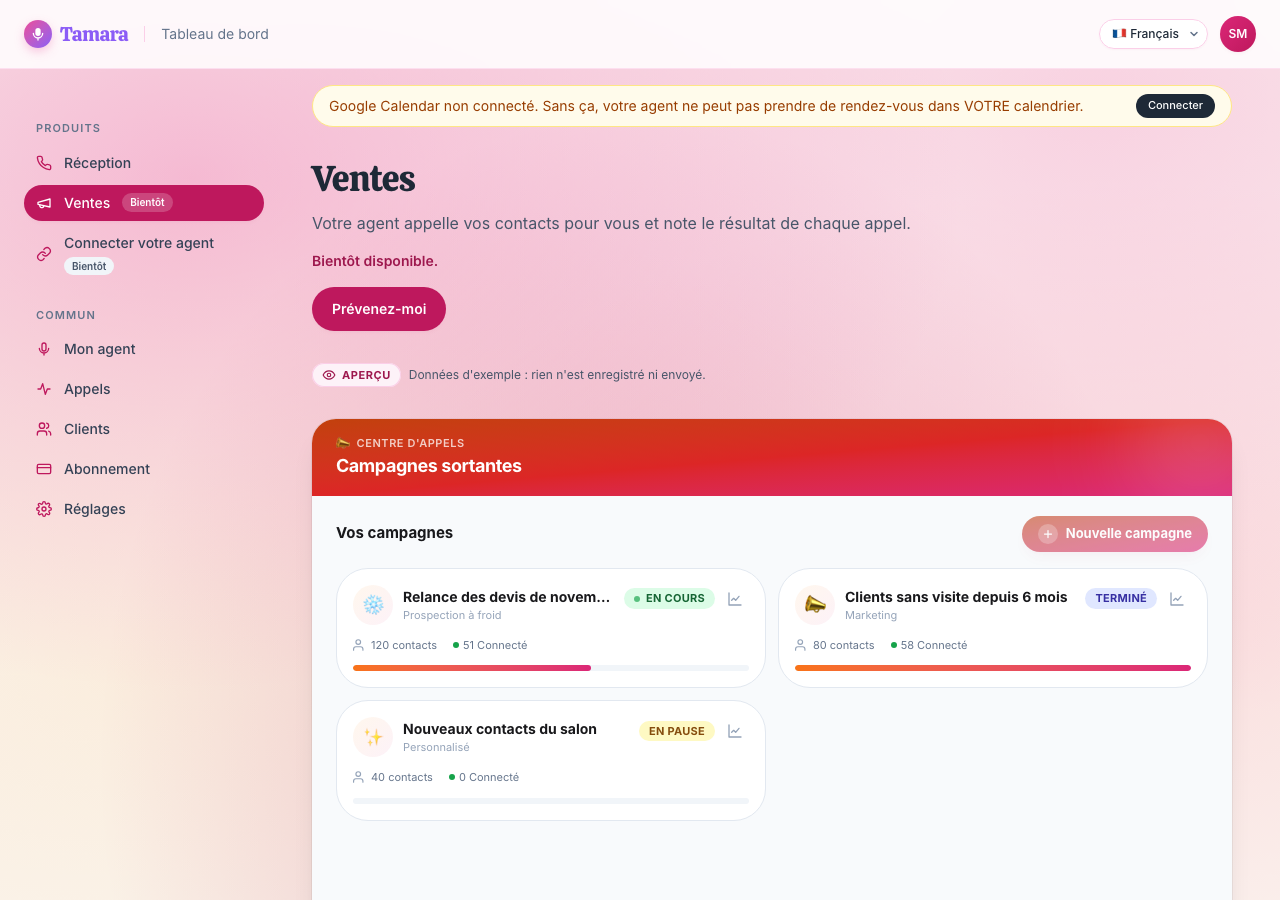 Tamara
Tableau de bord
Français
SM
Google Calendar non connecté. Sans ça, votre agent ne peut pas prendre de rendez-vous dans VOTRE calendrier.
Connecter
PRODUITS
Réception
Ventes Bientôt
Connecter votre agent
Bientôt
COMMUN
Mon agent
Appels
Clients
Abonnement
Réglages
Ventes
Votre agent appelle vos contacts pour vous et note le résultat de chaque appel.
Bientôt disponible.
Prévenez-moi
APERÇU Données d'exemple : rien n'est enregistré ni envoyé.
CENTRE D'APPELS
Campagnes sortantes
Vos campagnes
Nouvelle campagne
Relance des devis de novem... EN COURS
Prospection à froid
120 contacts 51 Connecté
Clients sans visite depuis 6 mois TERMINÉ
Marketing
80 contacts 58 Connecté
Nouveaux contacts du salon EN PAUSE
Personnalisé
40 contacts 0 Connecté